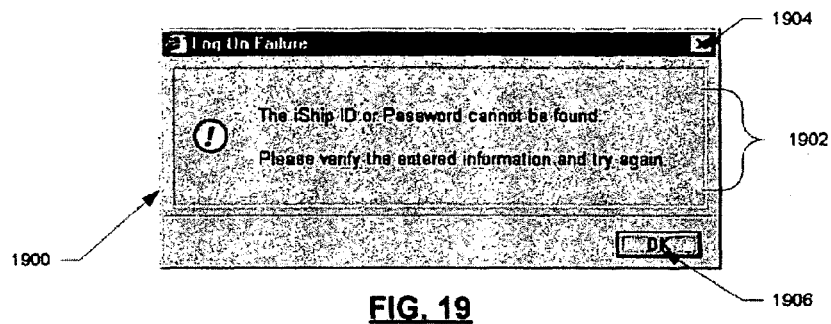 1904
Log On Failure
The iShip ID or Password cannot be found.
1902
Please verify the entered information and try again.
1900
OK
1906
FIG. 19